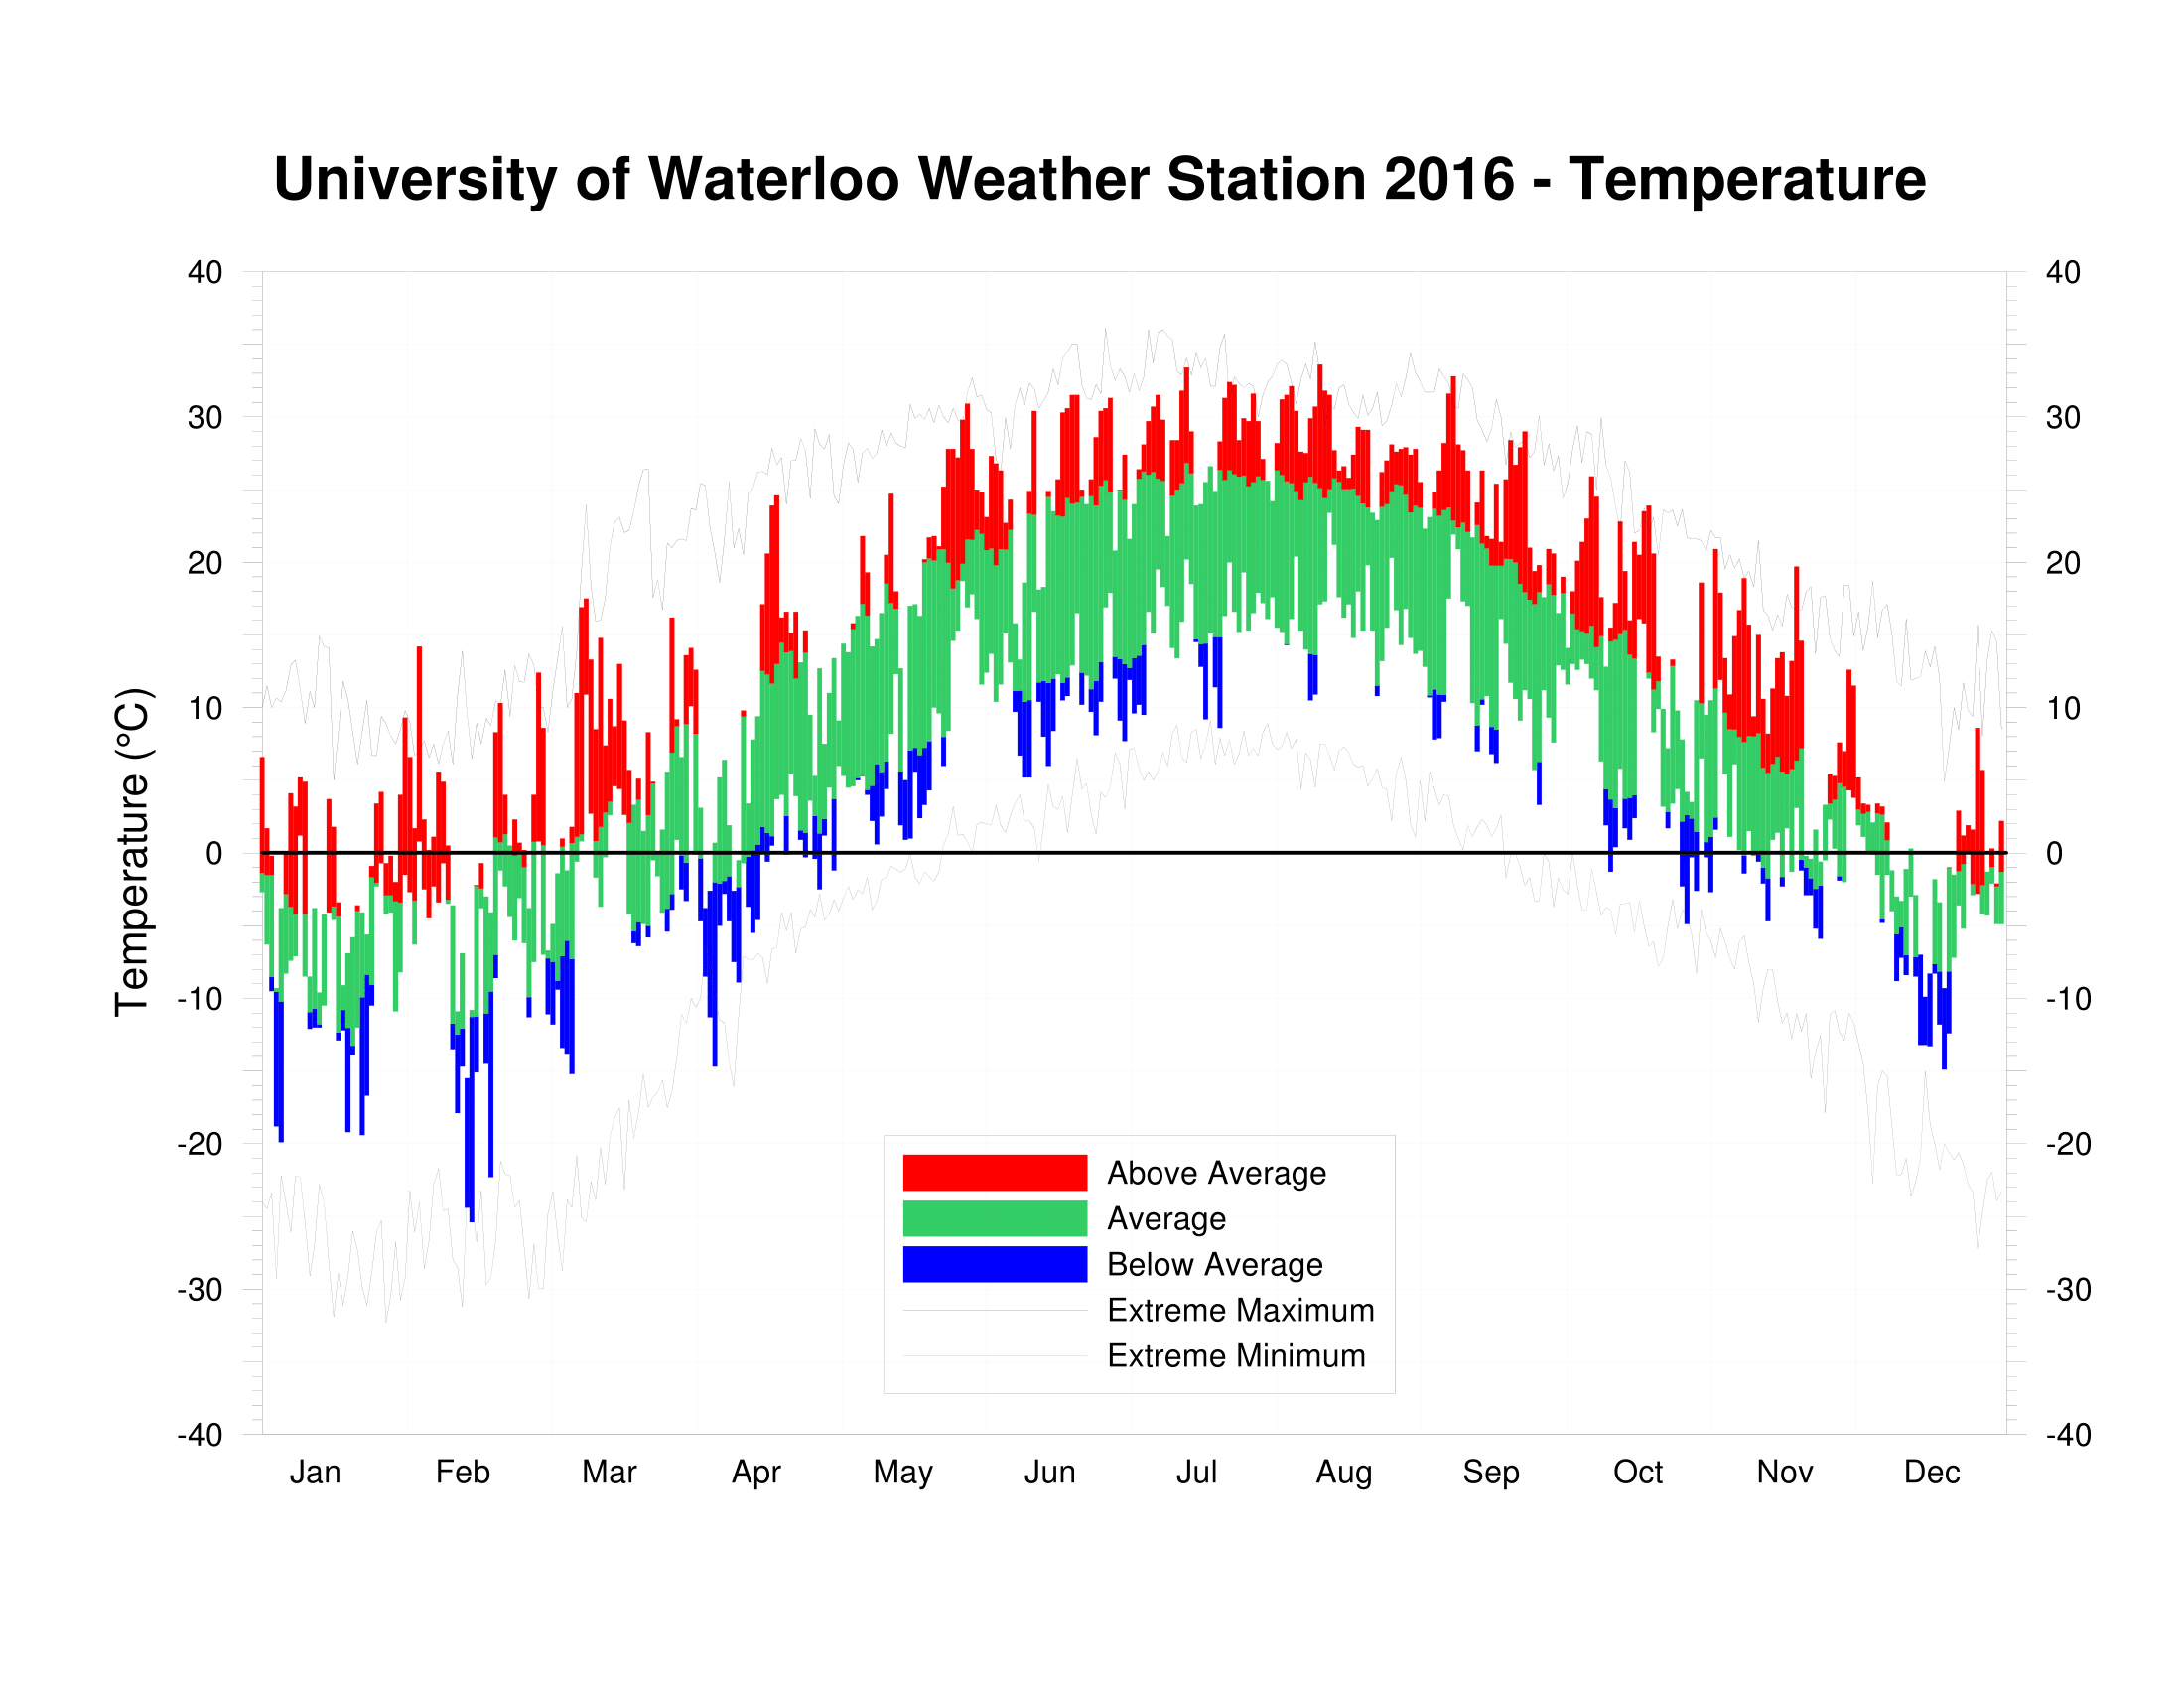 University of Waterloo Weather Station 2016 - Temperature
40 40
30 30
20 20
10 10
0 0
-10 -10
-20 -20
-30 -30
-40 -40
Temperature (°C)
Above Average
Average
Below Average
Extreme Maximum
Extreme Minimum
Jan Feb Mar Apr May Jun Jul Aug Sep Oct Nov Dec